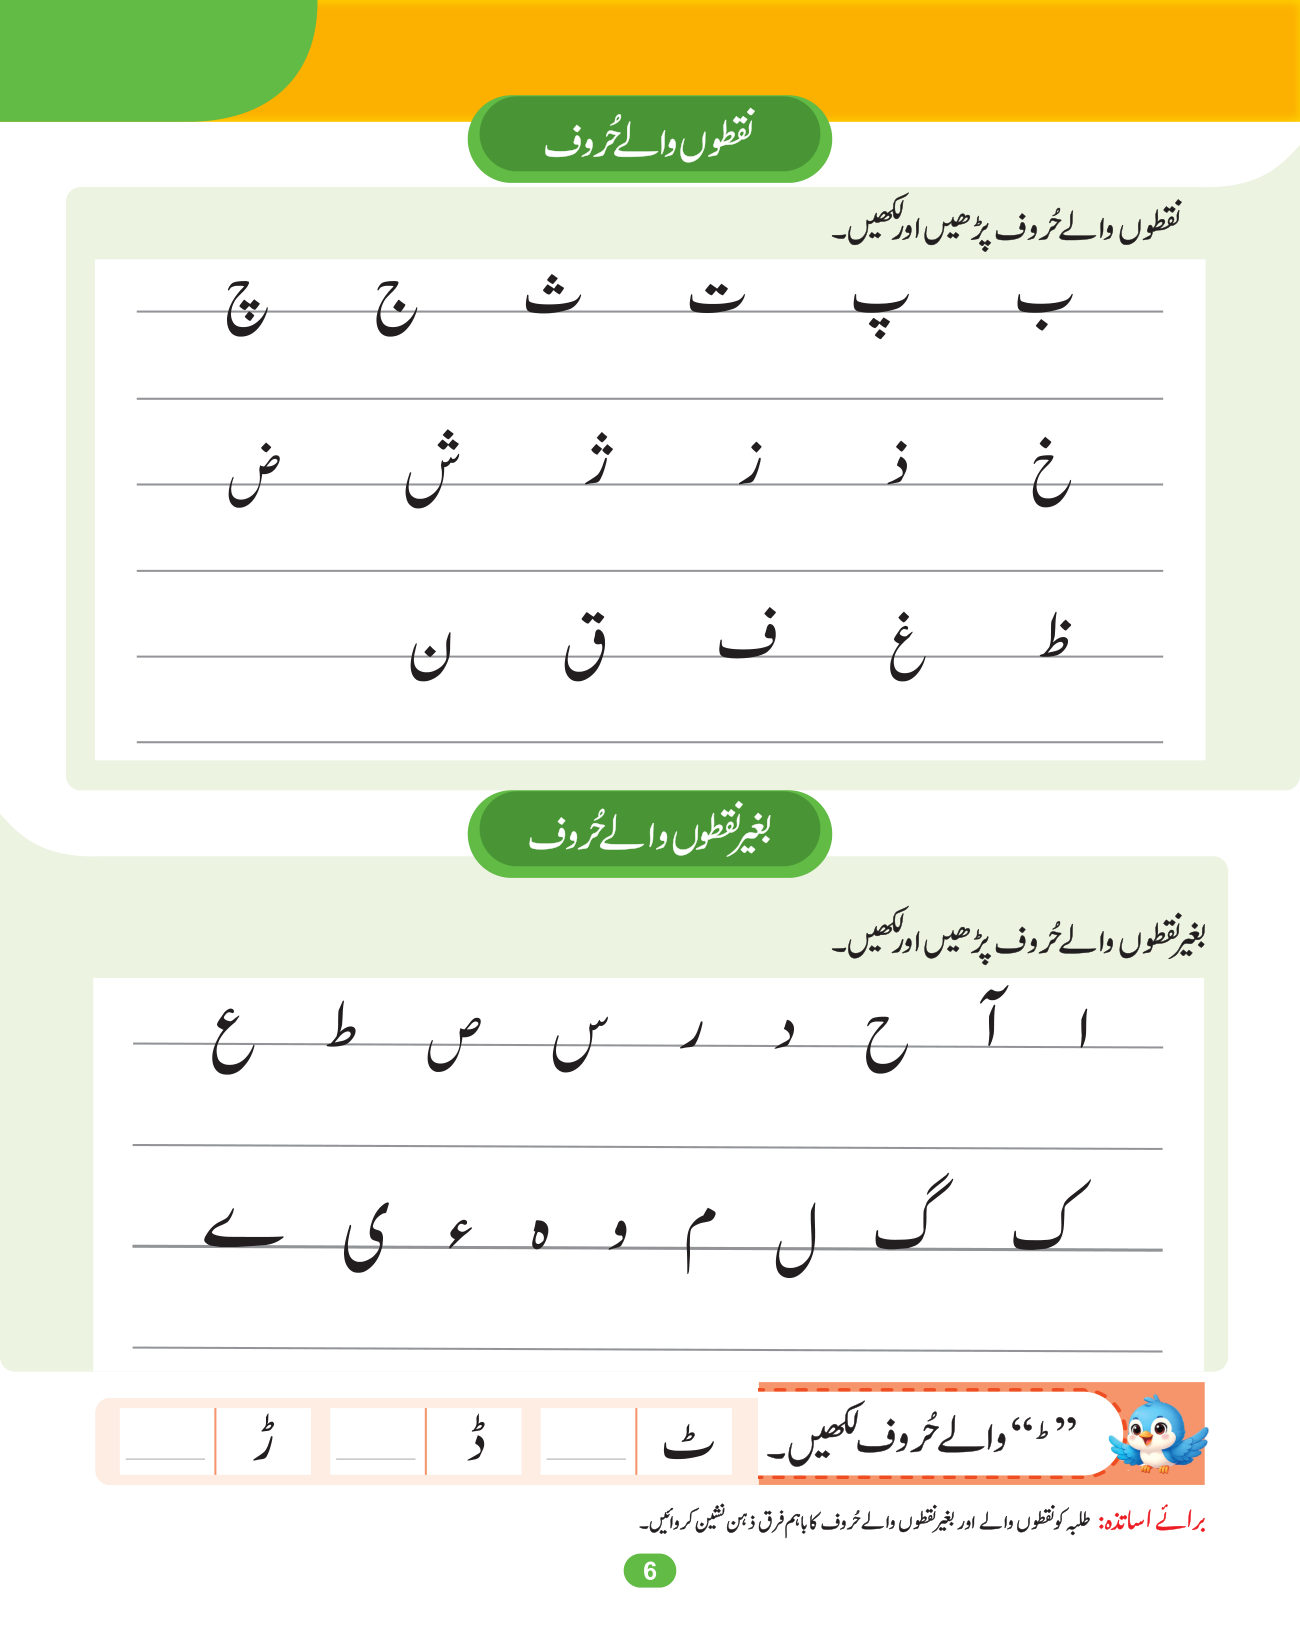 نقطوں والے حُروف
نقطوں والے حُروف پڑھیں اور لکھیں۔
ب پ ت ث ج چ
خ ذ ز ژ ش ض
ظ غ ف ق ن
بغیر نقطوں والے حُروف
بغیر نقطوں والے حُروف پڑھیں اور لکھیں۔
ا آ ح د ر س ص ط ع
ک گ ل م و ہ ء ی ے
”ط“ والے حُروف لکھیں۔ ٹ ڈ ڑ
برائے اساتذہ: طلبہ کو نقطوں والے اور بغیر نقطوں والے حُروف کا باہم فرق ذہن نشین کروائیں۔
6